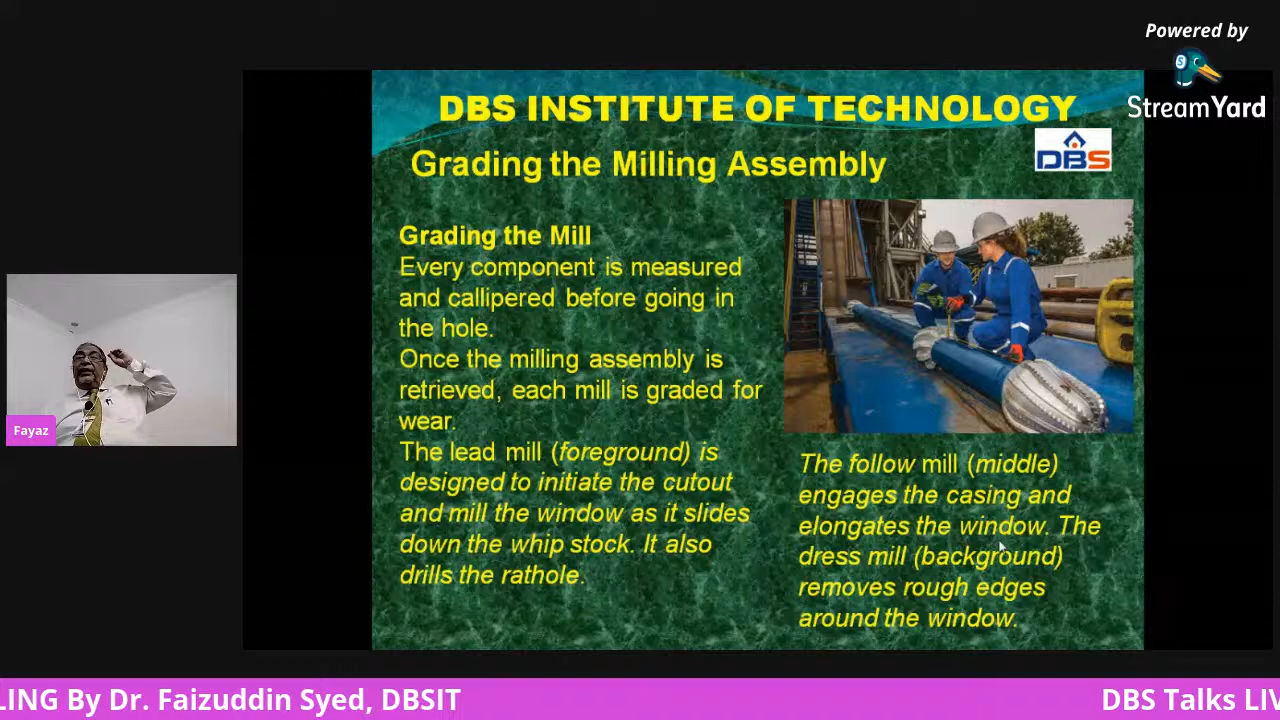 Powered by
StreamYard
DBS INSTITUTE OF TECHNOLOGY
DBS
Grading the Milling Assembly
Grading the Mill
Every component is measured
and callipered before going in
the hole.
Once the milling assembly is
retrieved, each mill is graded for
wear.
The lead mill (foreground) is
designed to initiate the cutout
and mill the window as it slides
down the whip stock. It also
drills the rathole.
The follow mill (middle)
engages the casing and
elongates the window. The
dress mill (background)
removes rough edges
around the window.
Fayaz
LING By Dr. Faizuddin Syed, DBSIT
DBS Talks LIV